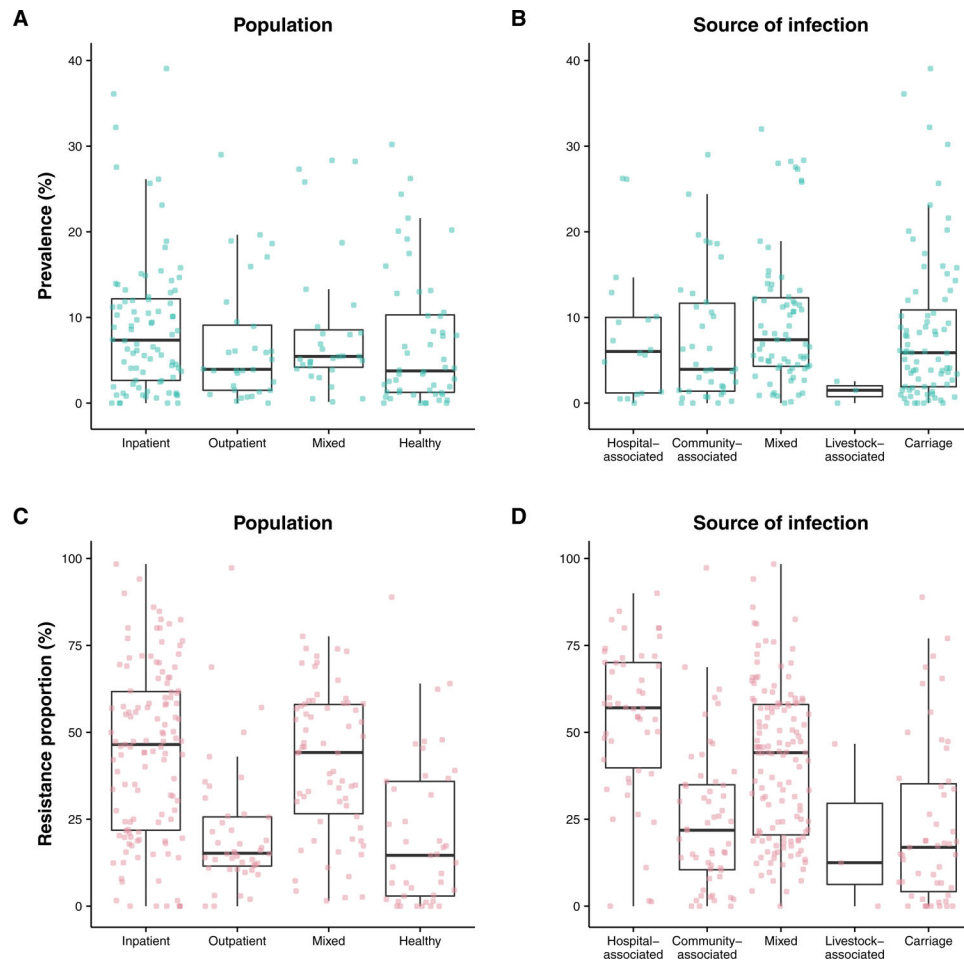 A
Population
B
Source of infection
Prevalence (%)
40
30
20
10
0
Inpatient
Outpatient
Mixed
Healthy
40
30
20
10
0
Hospital–
associated
Community–
associated
Mixed
Livestock–
associated
Carriage
C
Population
D
Source of infection
Resistance proportion (%)
100
75
50
25
0
Inpatient
Outpatient
Mixed
Healthy
100
75
50
25
0
Hospital–
associated
Community–
associated
Mixed
Livestock–
associated
Carriage